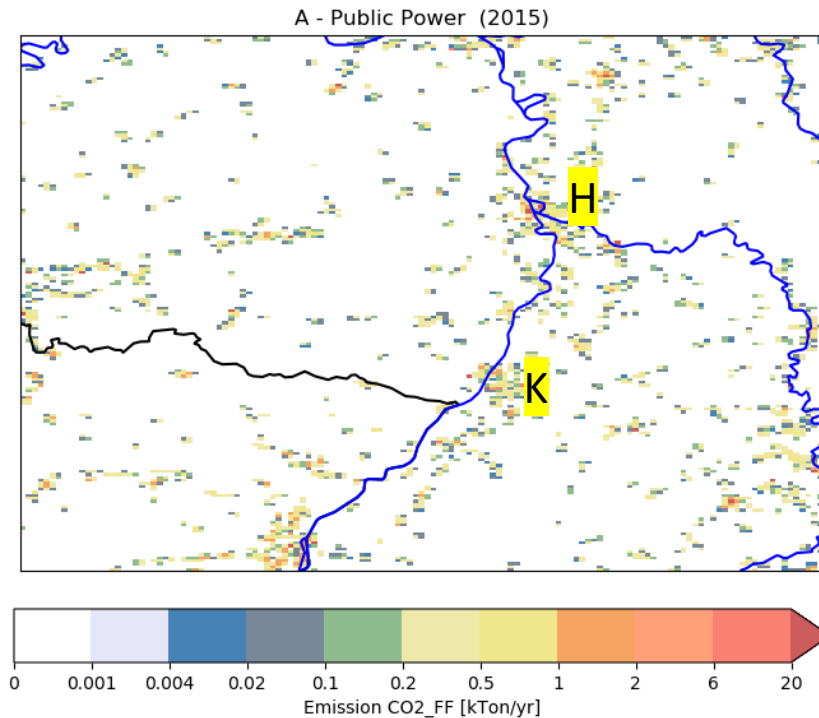 A - Public Power  (2015)
H
K
0 0.001 0.004 0.02 0.1 0.2 0.5 1 2 6 20
Emission CO2_FF [kTon/yr]